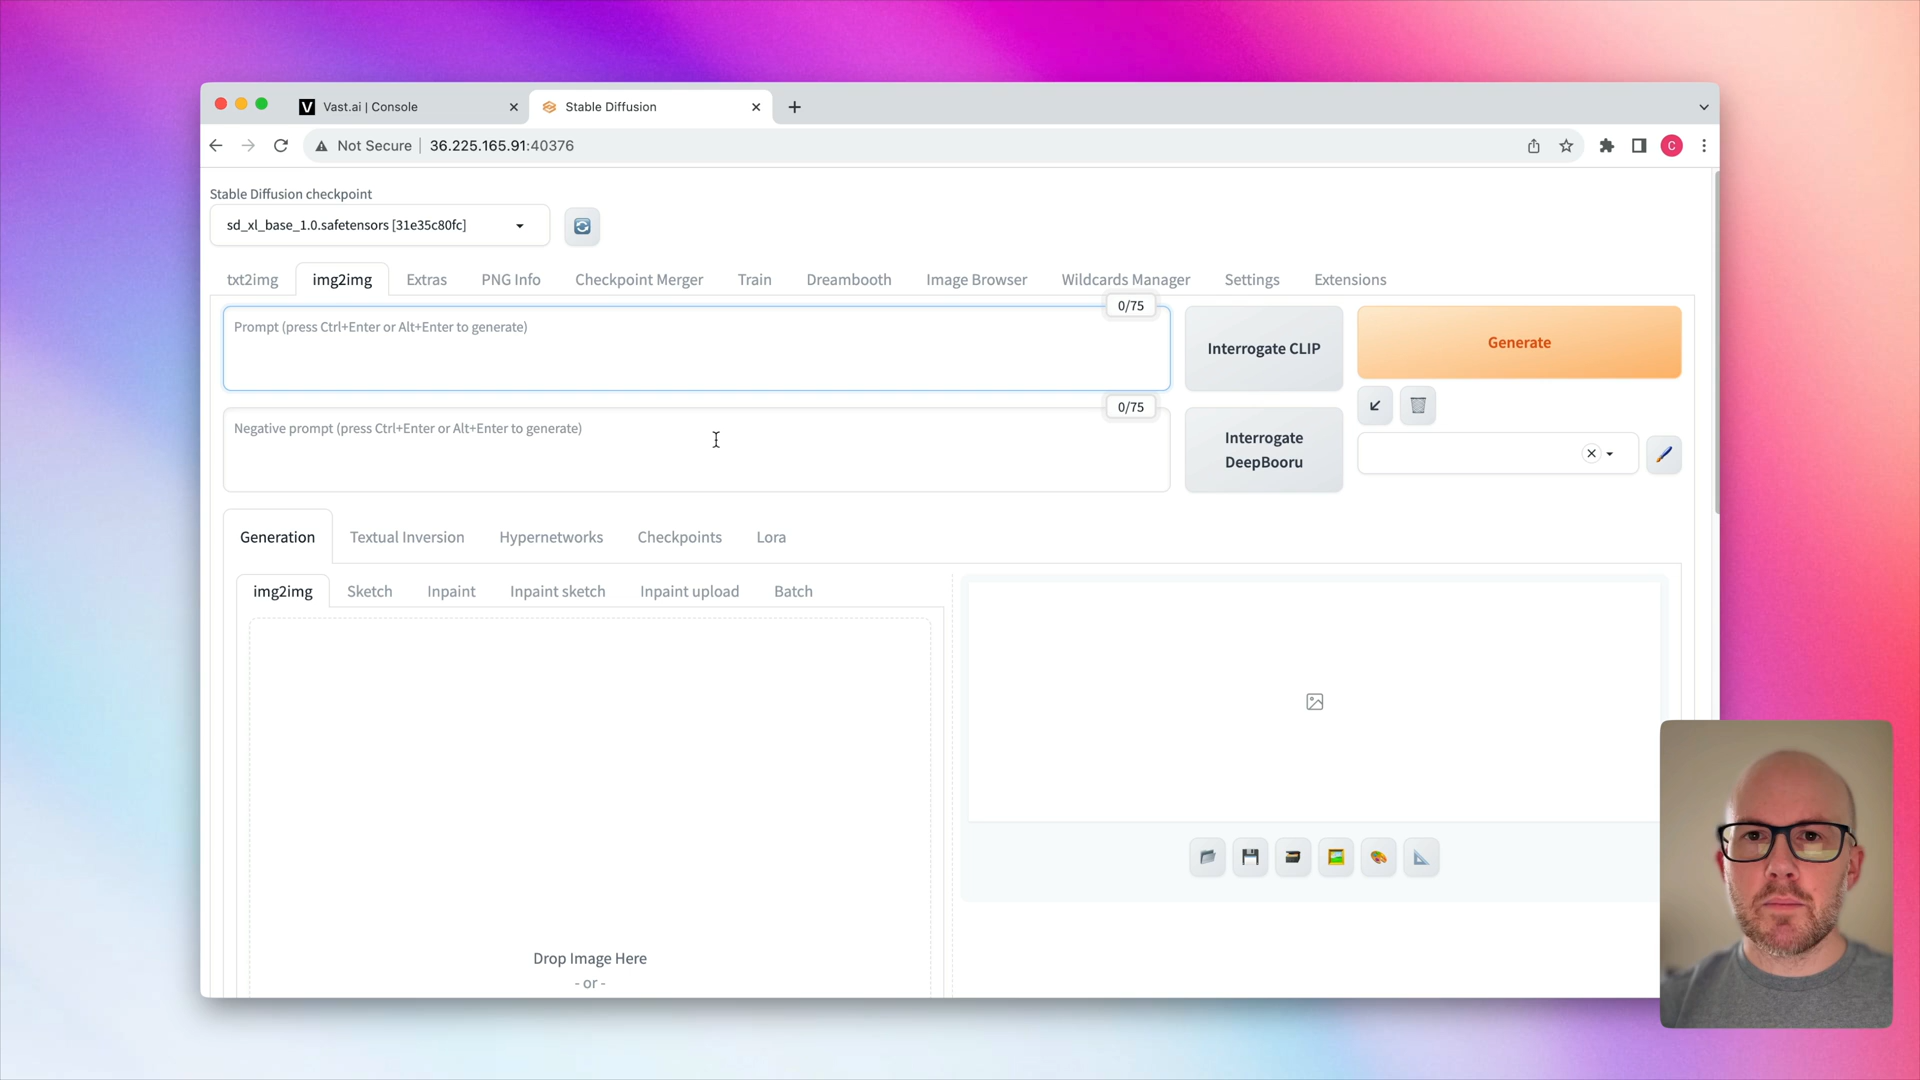 Vast.ai | Console
Stable Diffusion
Not Secure
36.225.165.91:40376
C
Stable Diffusion checkpoint
sd_xl_base_1.0.safetensors [31e35c80fc]
txt2img
img2img
Extras
PNG Info
Checkpoint Merger
Train
Dreambooth
Image Browser
Wildcards Manager
Settings
Extensions
0/75
Prompt (press Ctrl+Enter or Alt+Enter to generate)
Interrogate CLIP
Generate
0/75
Negative prompt (press Ctrl+Enter or Alt+Enter to generate)
Interrogate
DeepBooru
Generation
Textual Inversion
Hypernetworks
Checkpoints
Lora
img2img
Sketch
Inpaint
Inpaint sketch
Inpaint upload
Batch
Drop Image Here
- or -